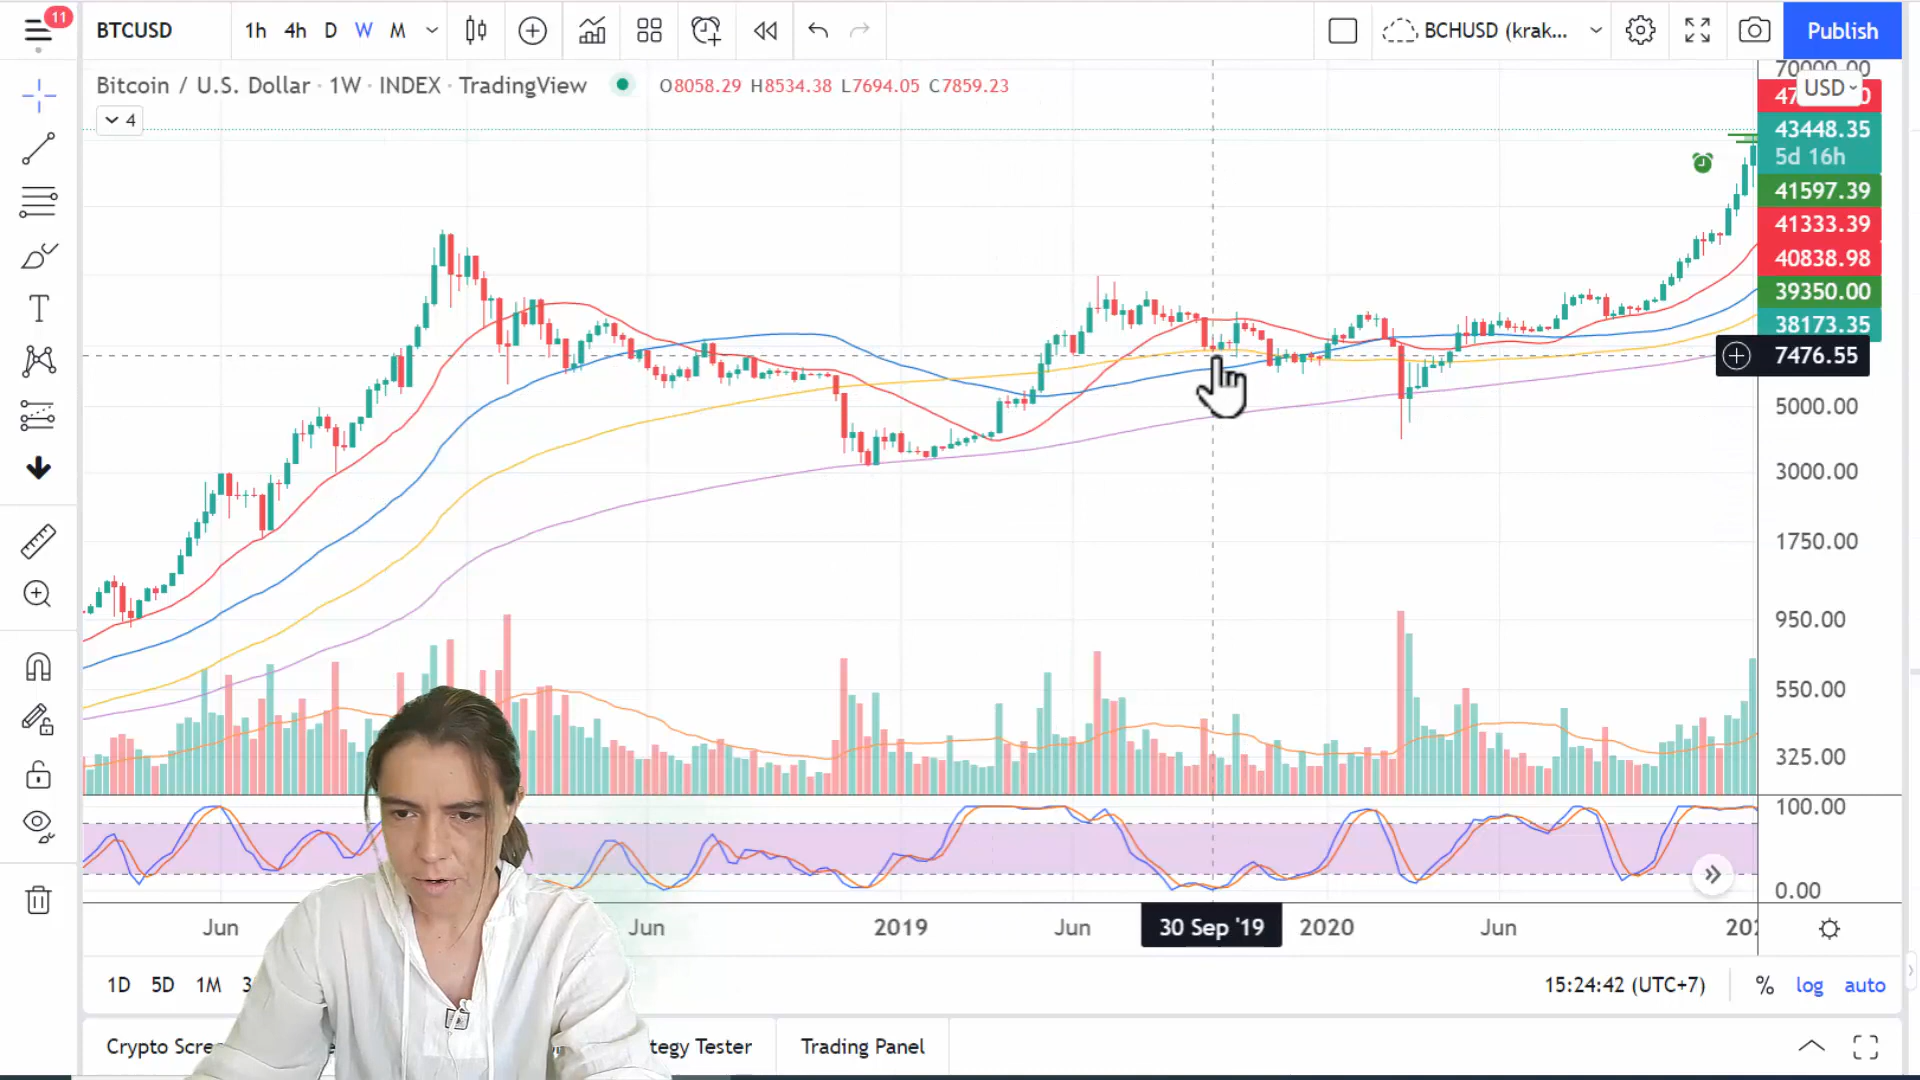 11
BTCUSD 1h 4h D W M BCHUSD (krak... Publish
Bitcoin / U.S. Dollar · 1W · INDEX · TradingView O8058.29 H8534.38 L7694.05 C7859.23
4
USD
43448.35
5d 16h
41597.39
41333.39
40838.98
39350.00
38173.35
7476.55
5000.00
3000.00
1750.00
950.00
550.00
325.00
100.00
0.00
Jun Jun 2019 Jun 30 Sep '19 2020 Jun
1D 5D 1M 15:24:42 (UTC+7) % log auto
Crypto Tester Trading Panel